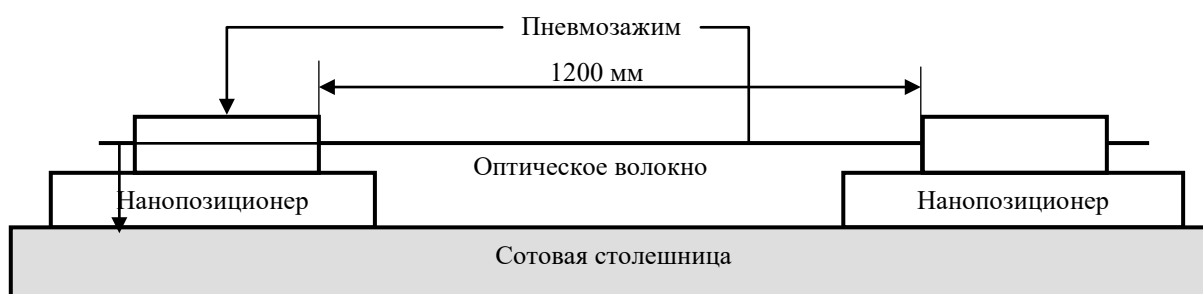 Пневмозажим
1200 мм
Оптическое волокно
Нанопозиционер
Нанопозиционер
Сотовая столешница